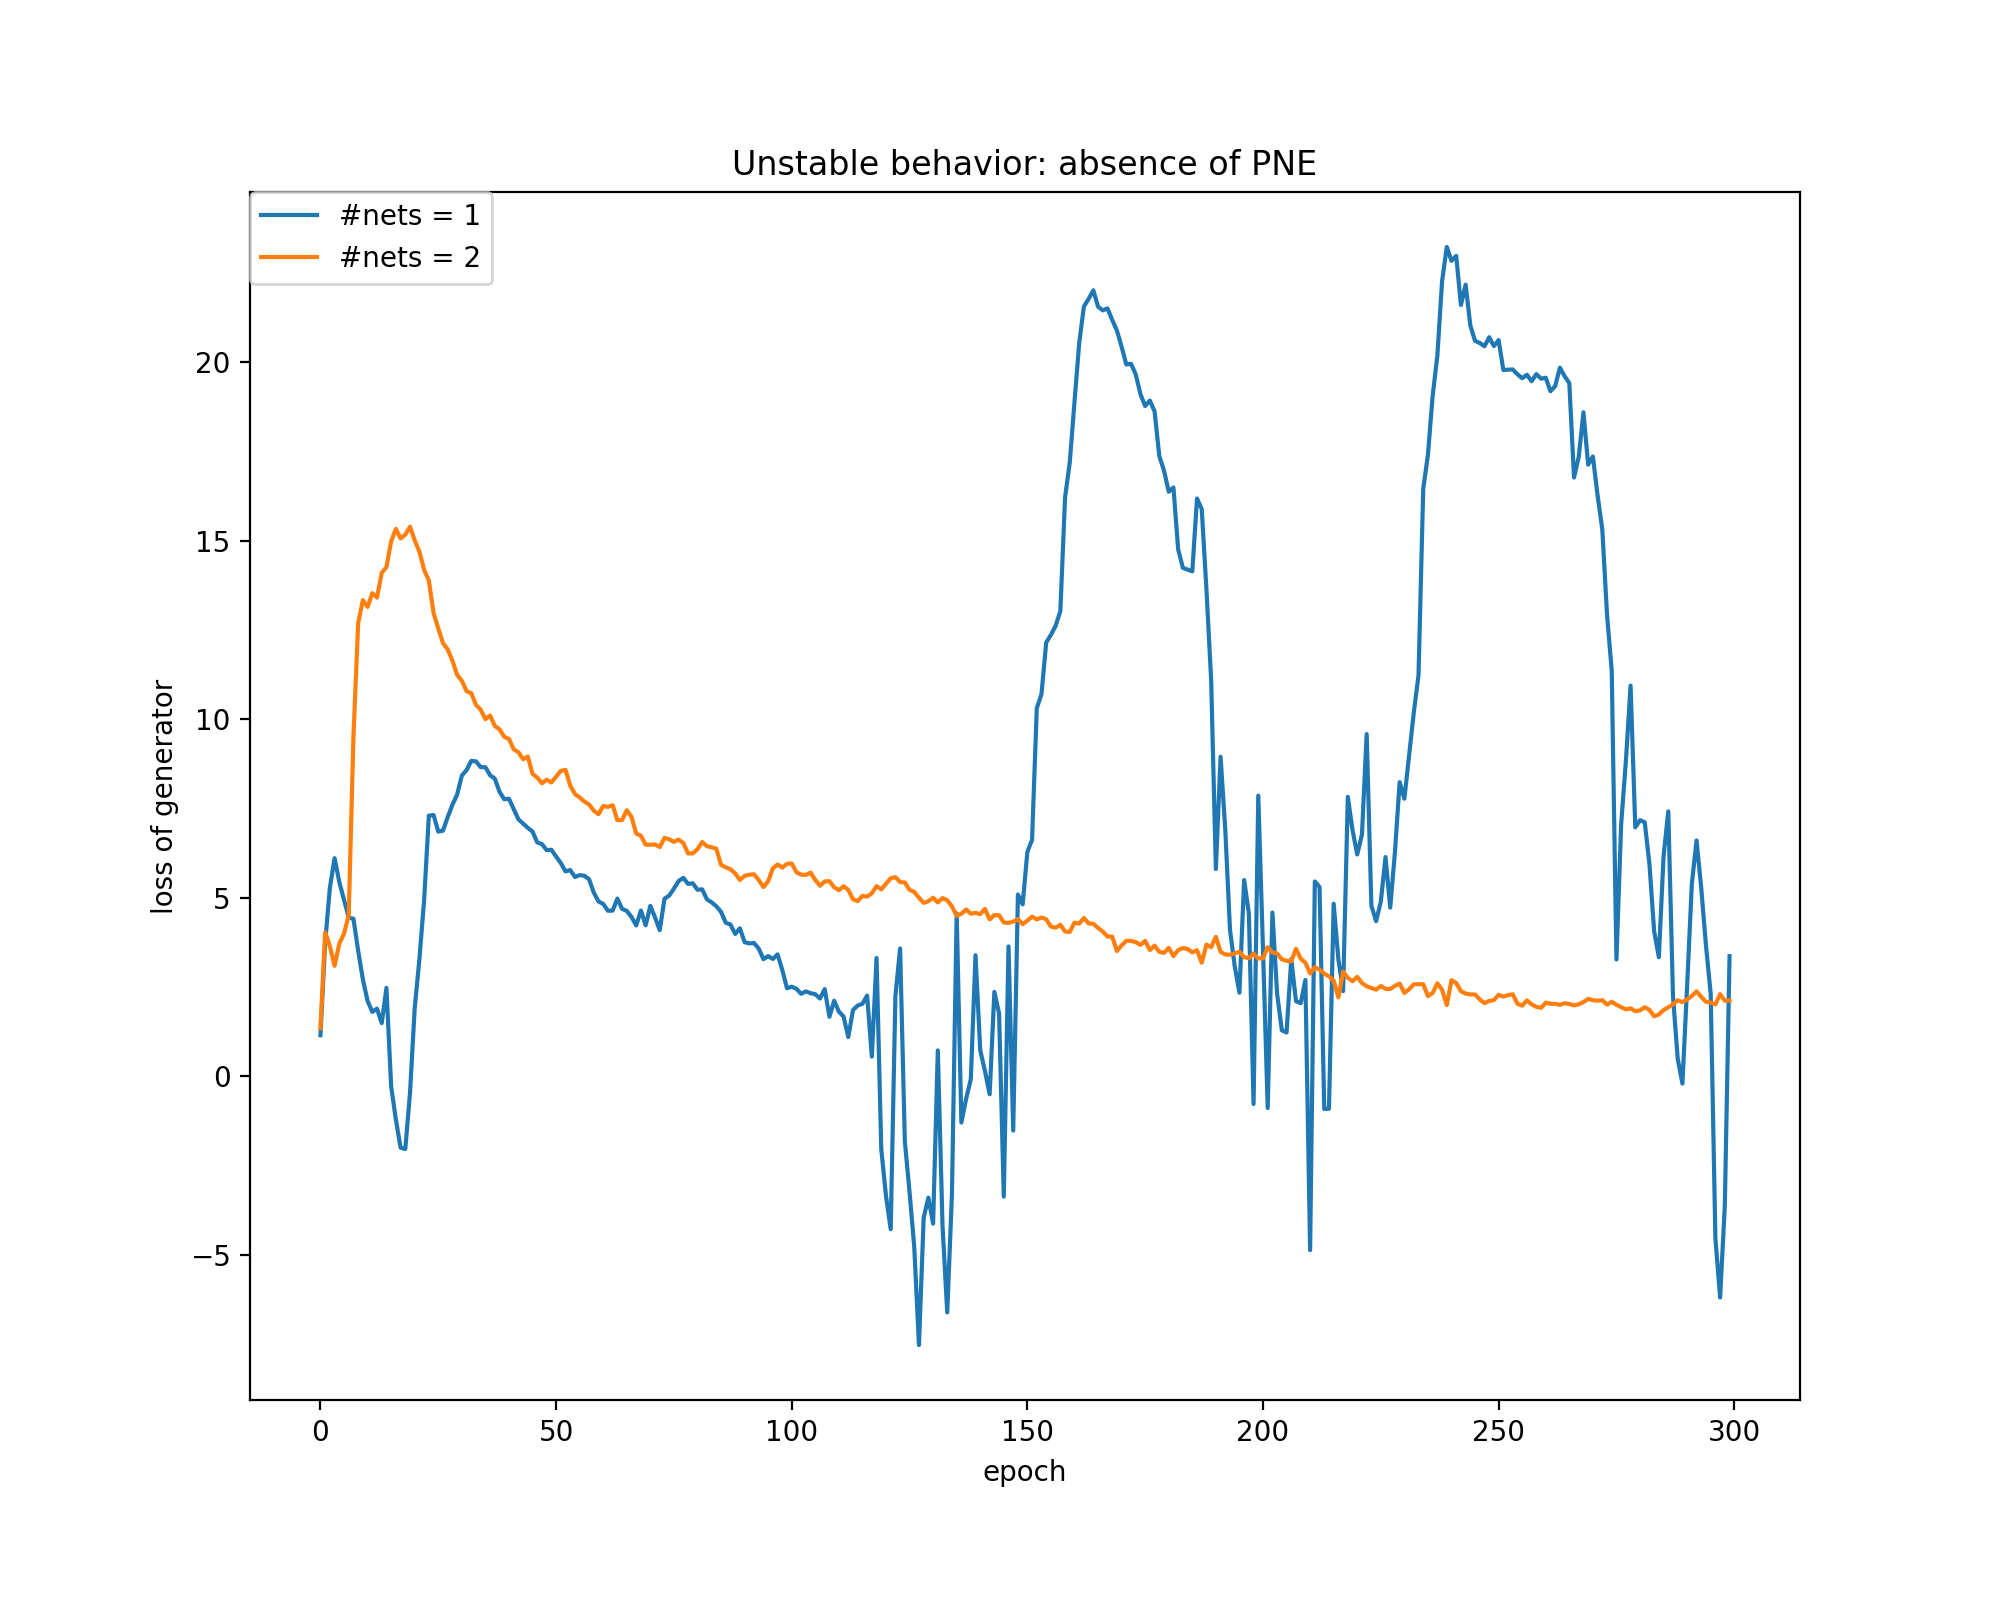 Unstable behavior: absence of PNE
#nets = 1
#nets = 2
loss of generator
20
15
10
5
0
−5
0 50 100 150 200 250 300
epoch